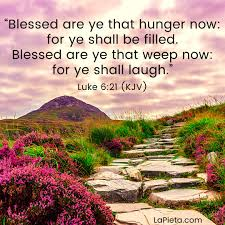 "Blessed are ye that hunger now:
for ye shall be filled.
Blessed are ye that weep now:
for ye shall laugh."
Luke 6:21 (KJV)
LaPieta.com